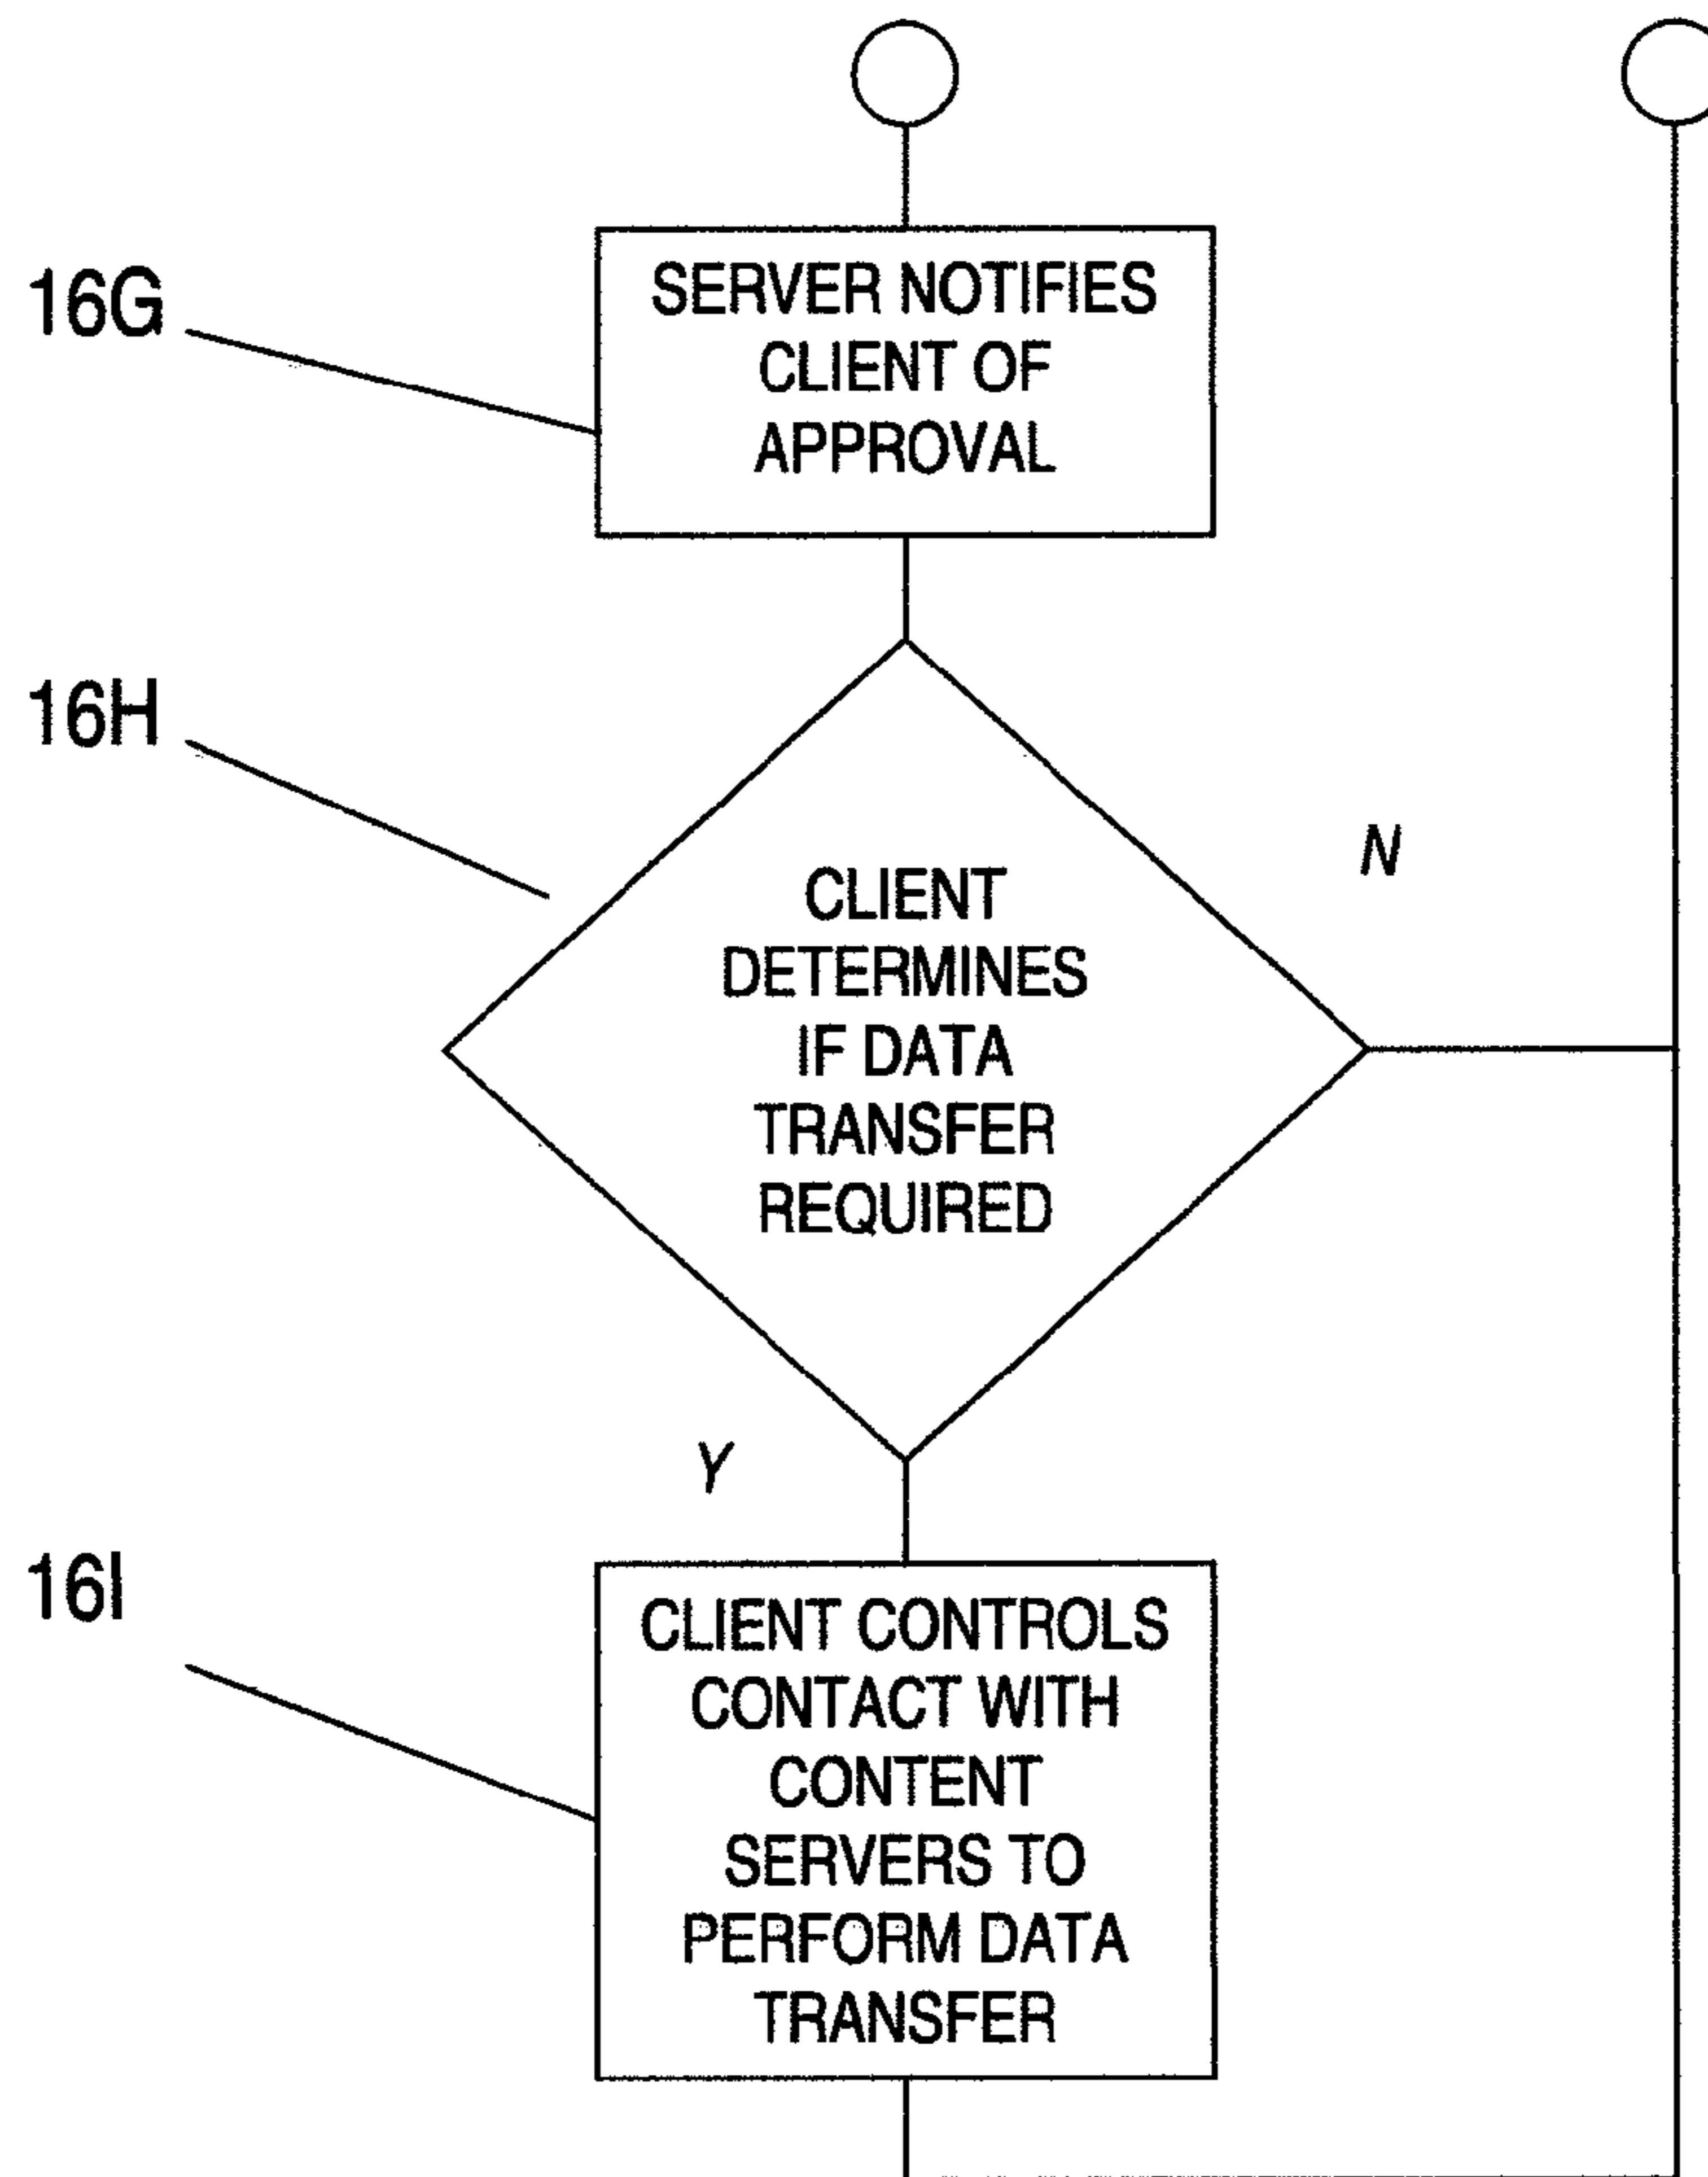 16G
SERVER NOTIFIES
CLIENT OF
APPROVAL
16H
CLIENT
DETERMINES
IF DATA
TRANSFER
REQUIRED
N
Y
16I
CLIENT CONTROLS
CONTACT WITH
CONTENT
SERVERS TO
PERFORM DATA
TRANSFER